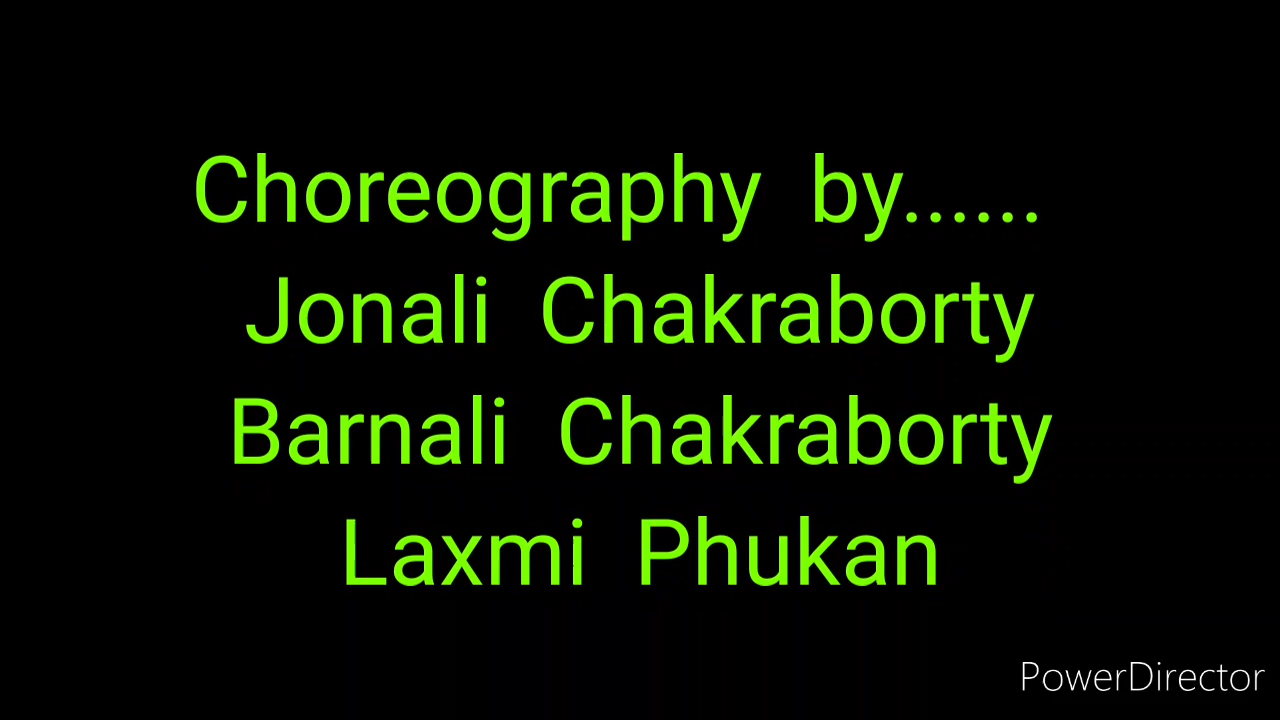 Choreography by......
Jonali Chakraborty
Barnali Chakraborty
Laxmi Phukan
PowerDirector